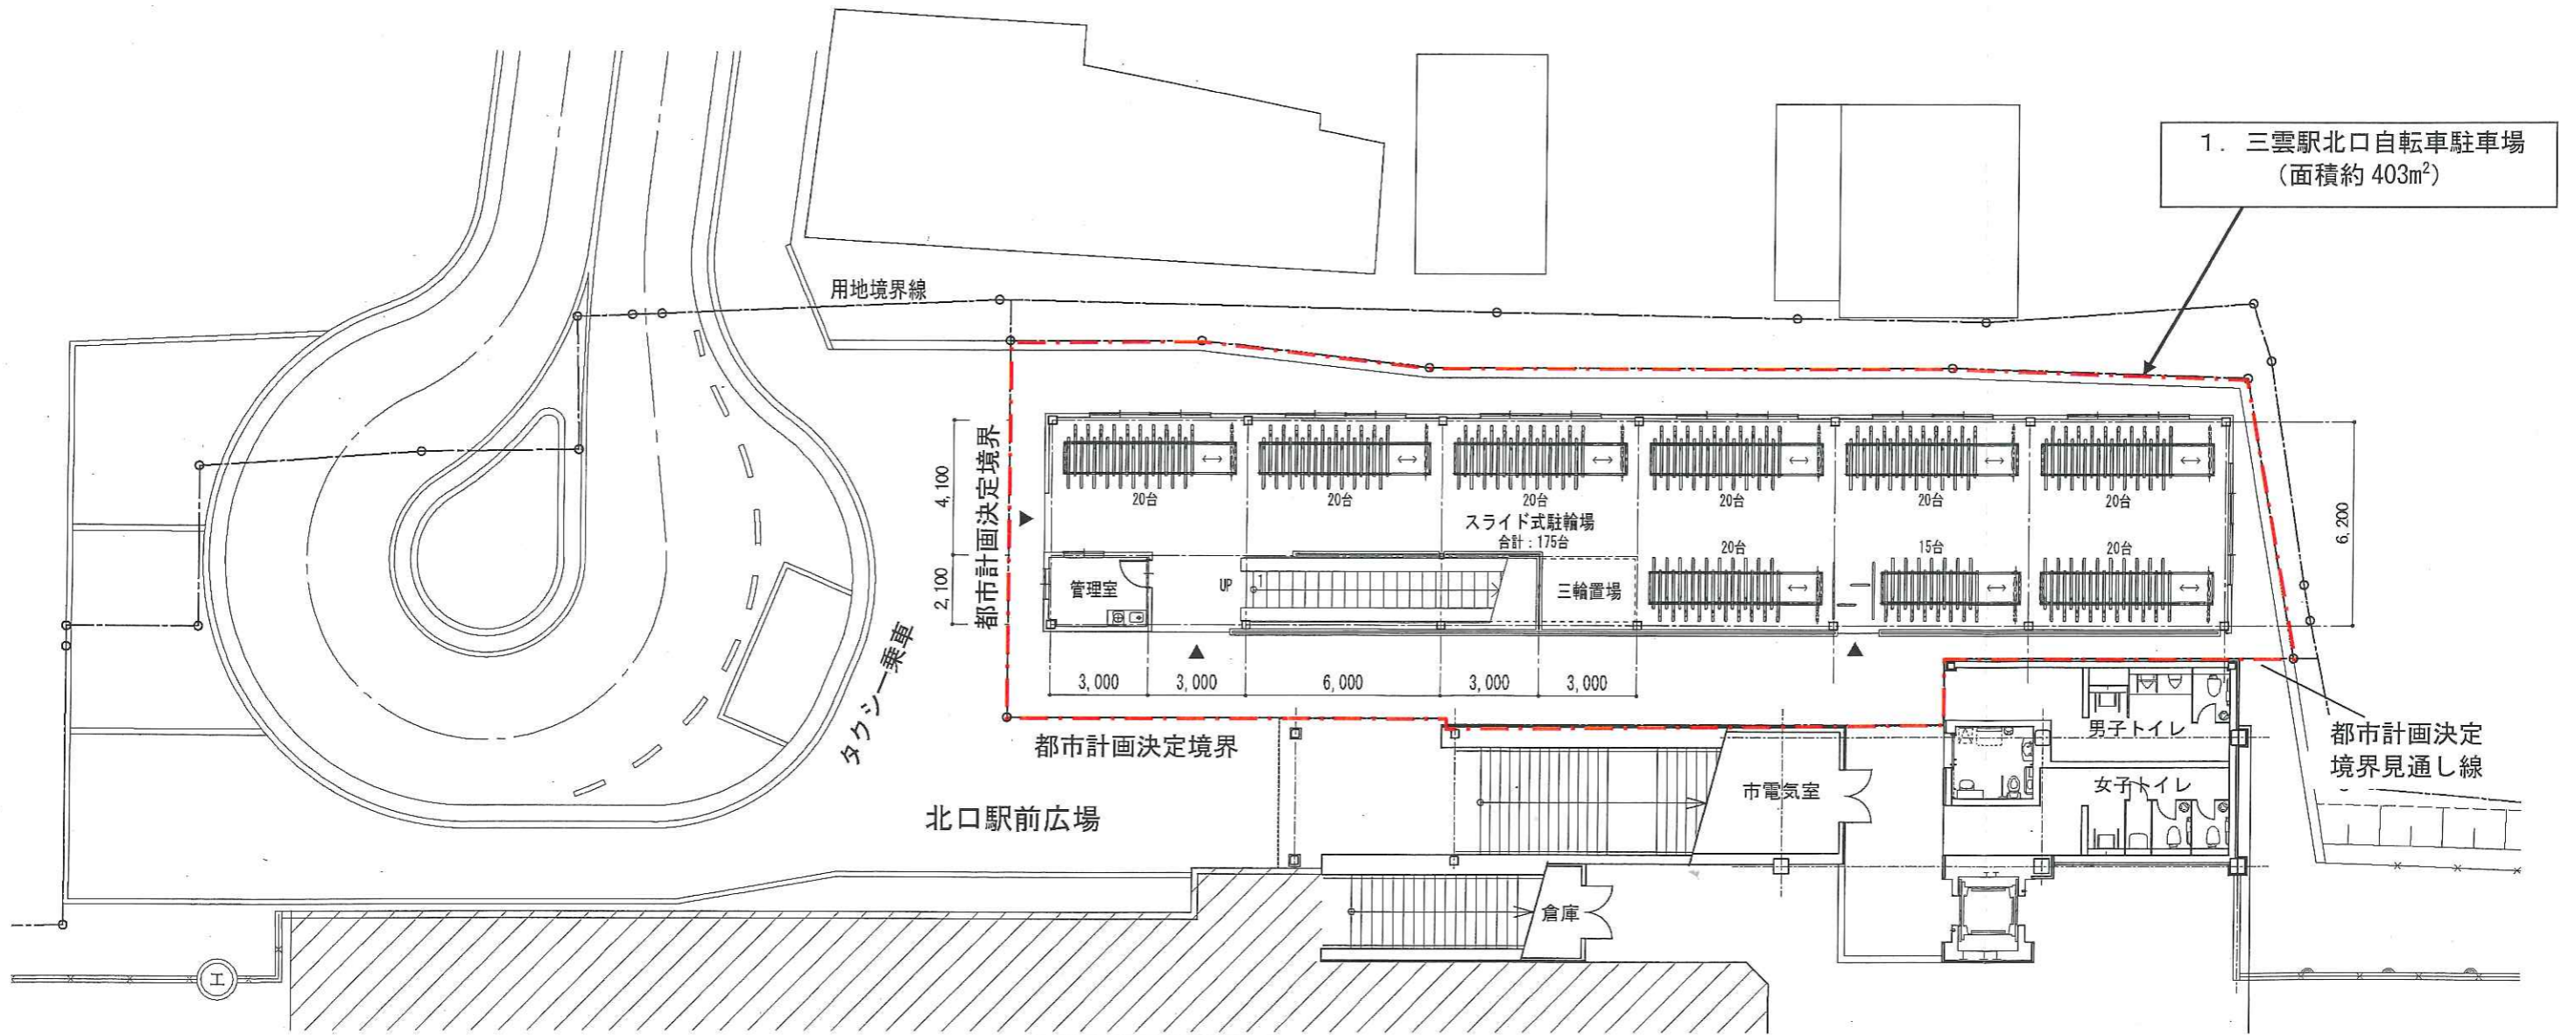 1. 三雲駅北口自転車駐車場
(面積約 403m²)
用地境界線
都市計画決定境界
4,100
2,100
6,200
20台
20台
20台
20台
20台
20台
スライド式駐輪場
合計:175台
20台
15台
20台
管理室
UP
1
三輪置場
タクシー乗車
3,000
3,000
6,000
3,000
3,000
都市計画決定境界
北口駅前広場
市電気室
倉庫
男子トイレ
女子トイレ
都市計画決定
境界見通し線
工